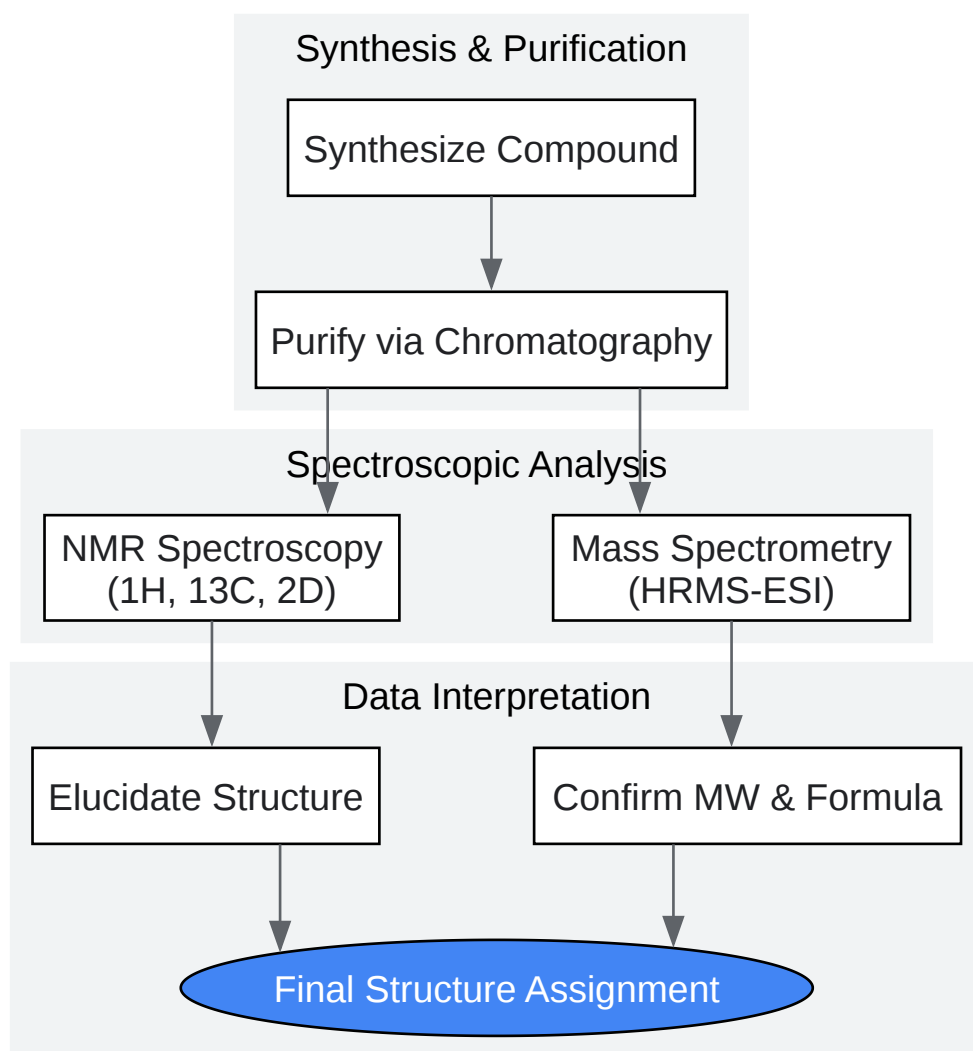 Synthesis & Purification
Synthesize Compound
Purify via Chromatography
Spectroscopic Analysis
NMR Spectroscopy
(1H, 13C, 2D)
Mass Spectrometry
(HRMS-ESI)
Data Interpretation
Elucidate Structure
Confirm MW & Formula
Final Structure Assignment